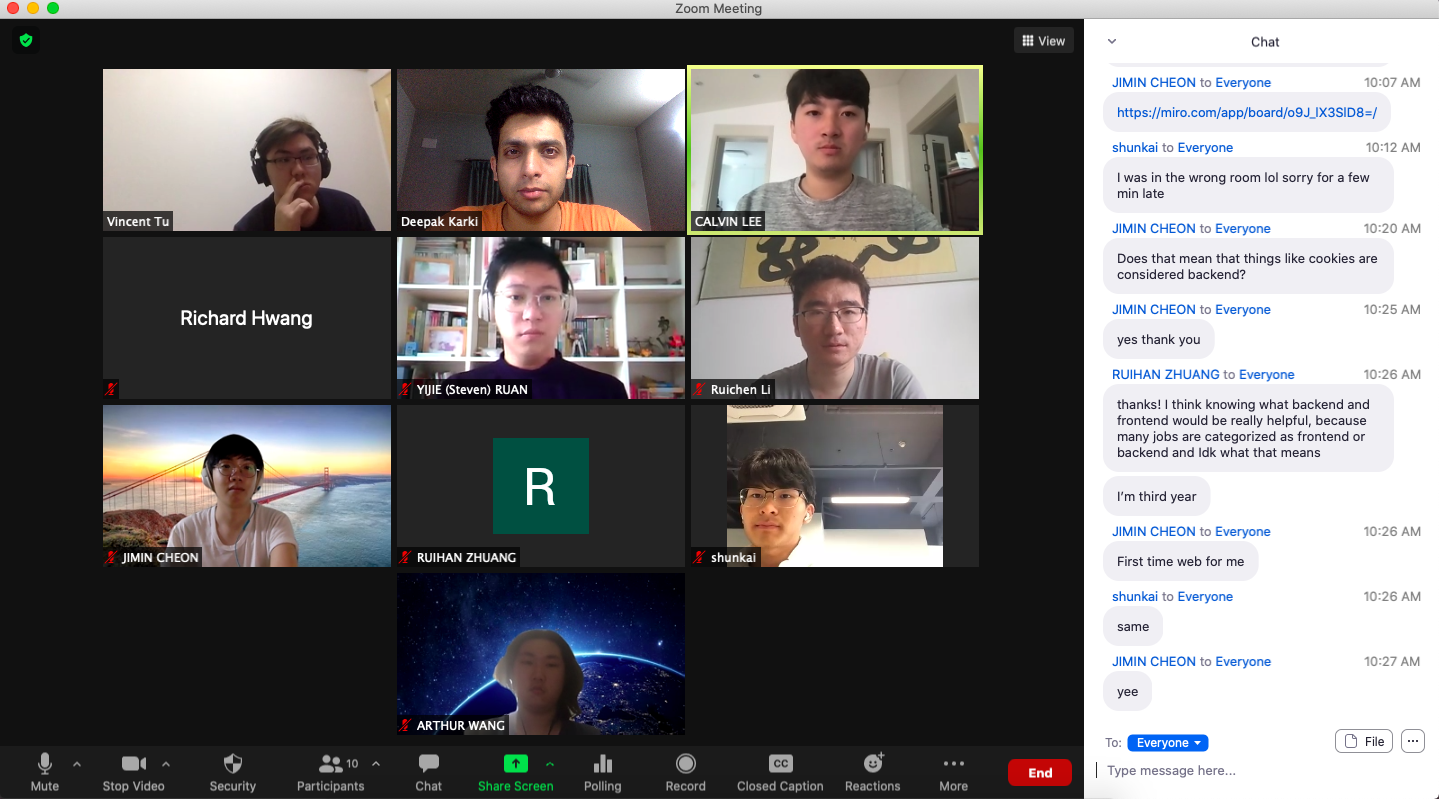 Zoom Meeting
View
Vincent Tu
Deepak Karki
CALVIN LEE
Richard Hwang
YIJIE (Steven) RUAN
Ruichen Li
JIMIN CHEON
R
RUIHAN ZHUANG
shunkai
ARTHUR WANG
Mute
Stop Video
Security
10
Participants
Chat
Share Screen
Polling
Record
CC
Closed Caption
Reactions
More
End
Chat
JIMIN CHEON to Everyone 10:07 AM
https://miro.com/app/board/o9J_lX3SlD8=/
shunkai to Everyone 10:12 AM
I was in the wrong room lol sorry for a few
min late
JIMIN CHEON to Everyone 10:20 AM
Does that mean that things like cookies are
considered backend?
JIMIN CHEON to Everyone 10:25 AM
yes thank you
RUIHAN ZHUANG to Everyone 10:26 AM
thanks! I think knowing what backend and
frontend would be really helpful, because
many jobs are categorized as frontend or
backend and Idk what that means
I'm third year
JIMIN CHEON to Everyone 10:26 AM
First time web for me
shunkai to Everyone 10:26 AM
same
JIMIN CHEON to Everyone 10:27 AM
yee
To: Everyone
File
Type message here...